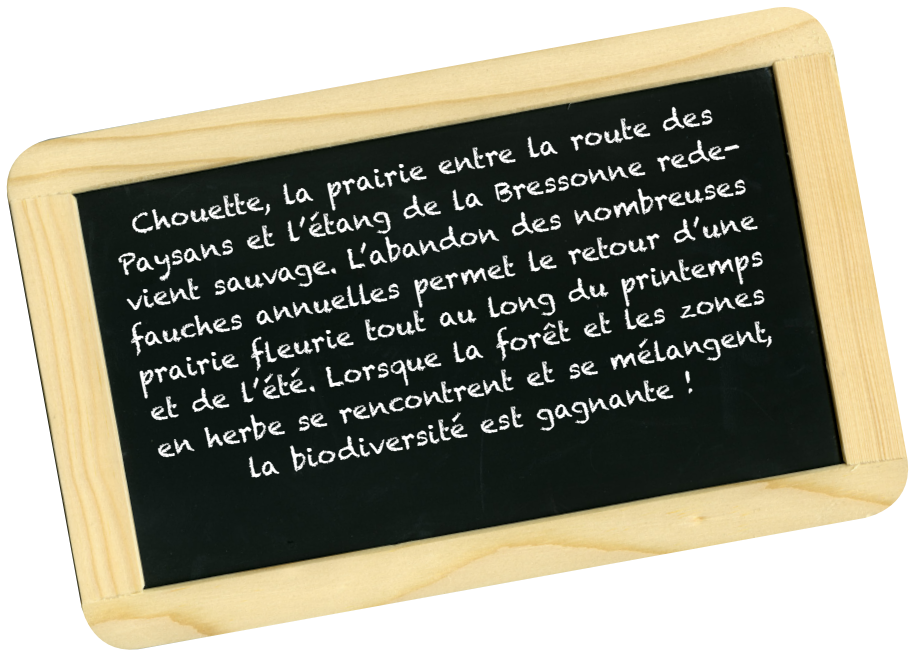 Chouette, la prairie entre la route des
Paysans et l'étang de la Bressonne rede-
vient sauvage. L'abandon des nombreuses
fauches annuelles permet le retour d'une
prairie fleurie tout au long du printemps
et de l'été. Lorsque la forêt et les zones
en herbe se rencontrent et se mélangent,
la biodiversité est gagnante !